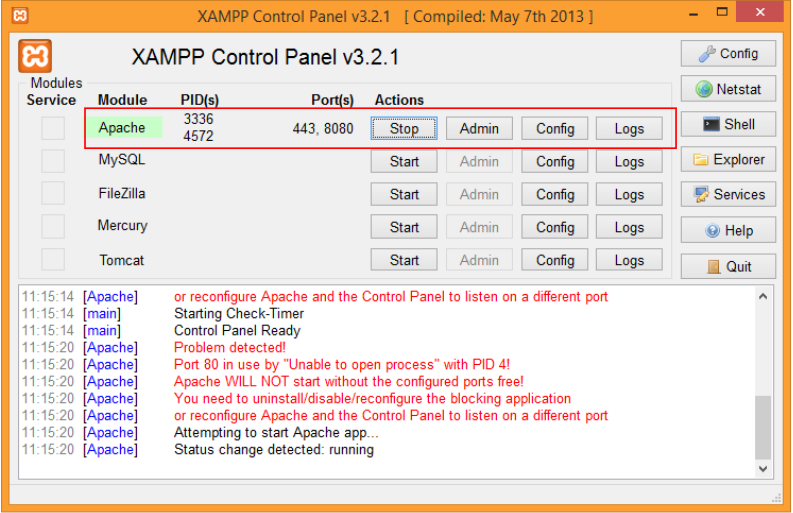 XAMPP Control Panel v3.2.1 [ Compiled: May 7th 2013 ]
XAMPP Control Panel v3.2.1
Config
Modules
Netstat
Service Module PID(s) Port(s) Actions
Apache 3336 443, 8080 Stop Admin Config Logs
4572
Shell
MySQL Start Admin Config Logs
Explorer
FileZilla Start Admin Config Logs
Services
Mercury Start Admin Config Logs
Help
Tomcat Start Admin Config Logs
Quit
11:15:14 [Apache] or reconfigure Apache and the Control Panel to listen on a different port
11:15:14 [main] Starting Check-Timer
11:15:14 [main] Control Panel Ready
11:15:20 [Apache] Problem detected!
11:15:20 [Apache] Port 80 in use by "Unable to open process" with PID 4!
11:15:20 [Apache] Apache WILL NOT start without the configured ports free!
11:15:20 [Apache] You need to uninstall/disable/reconfigure the blocking application
11:15:20 [Apache] or reconfigure Apache and the Control Panel to listen on a different port
11:15:20 [Apache] Attempting to start Apache app...
11:15:20 [Apache] Status change detected: running